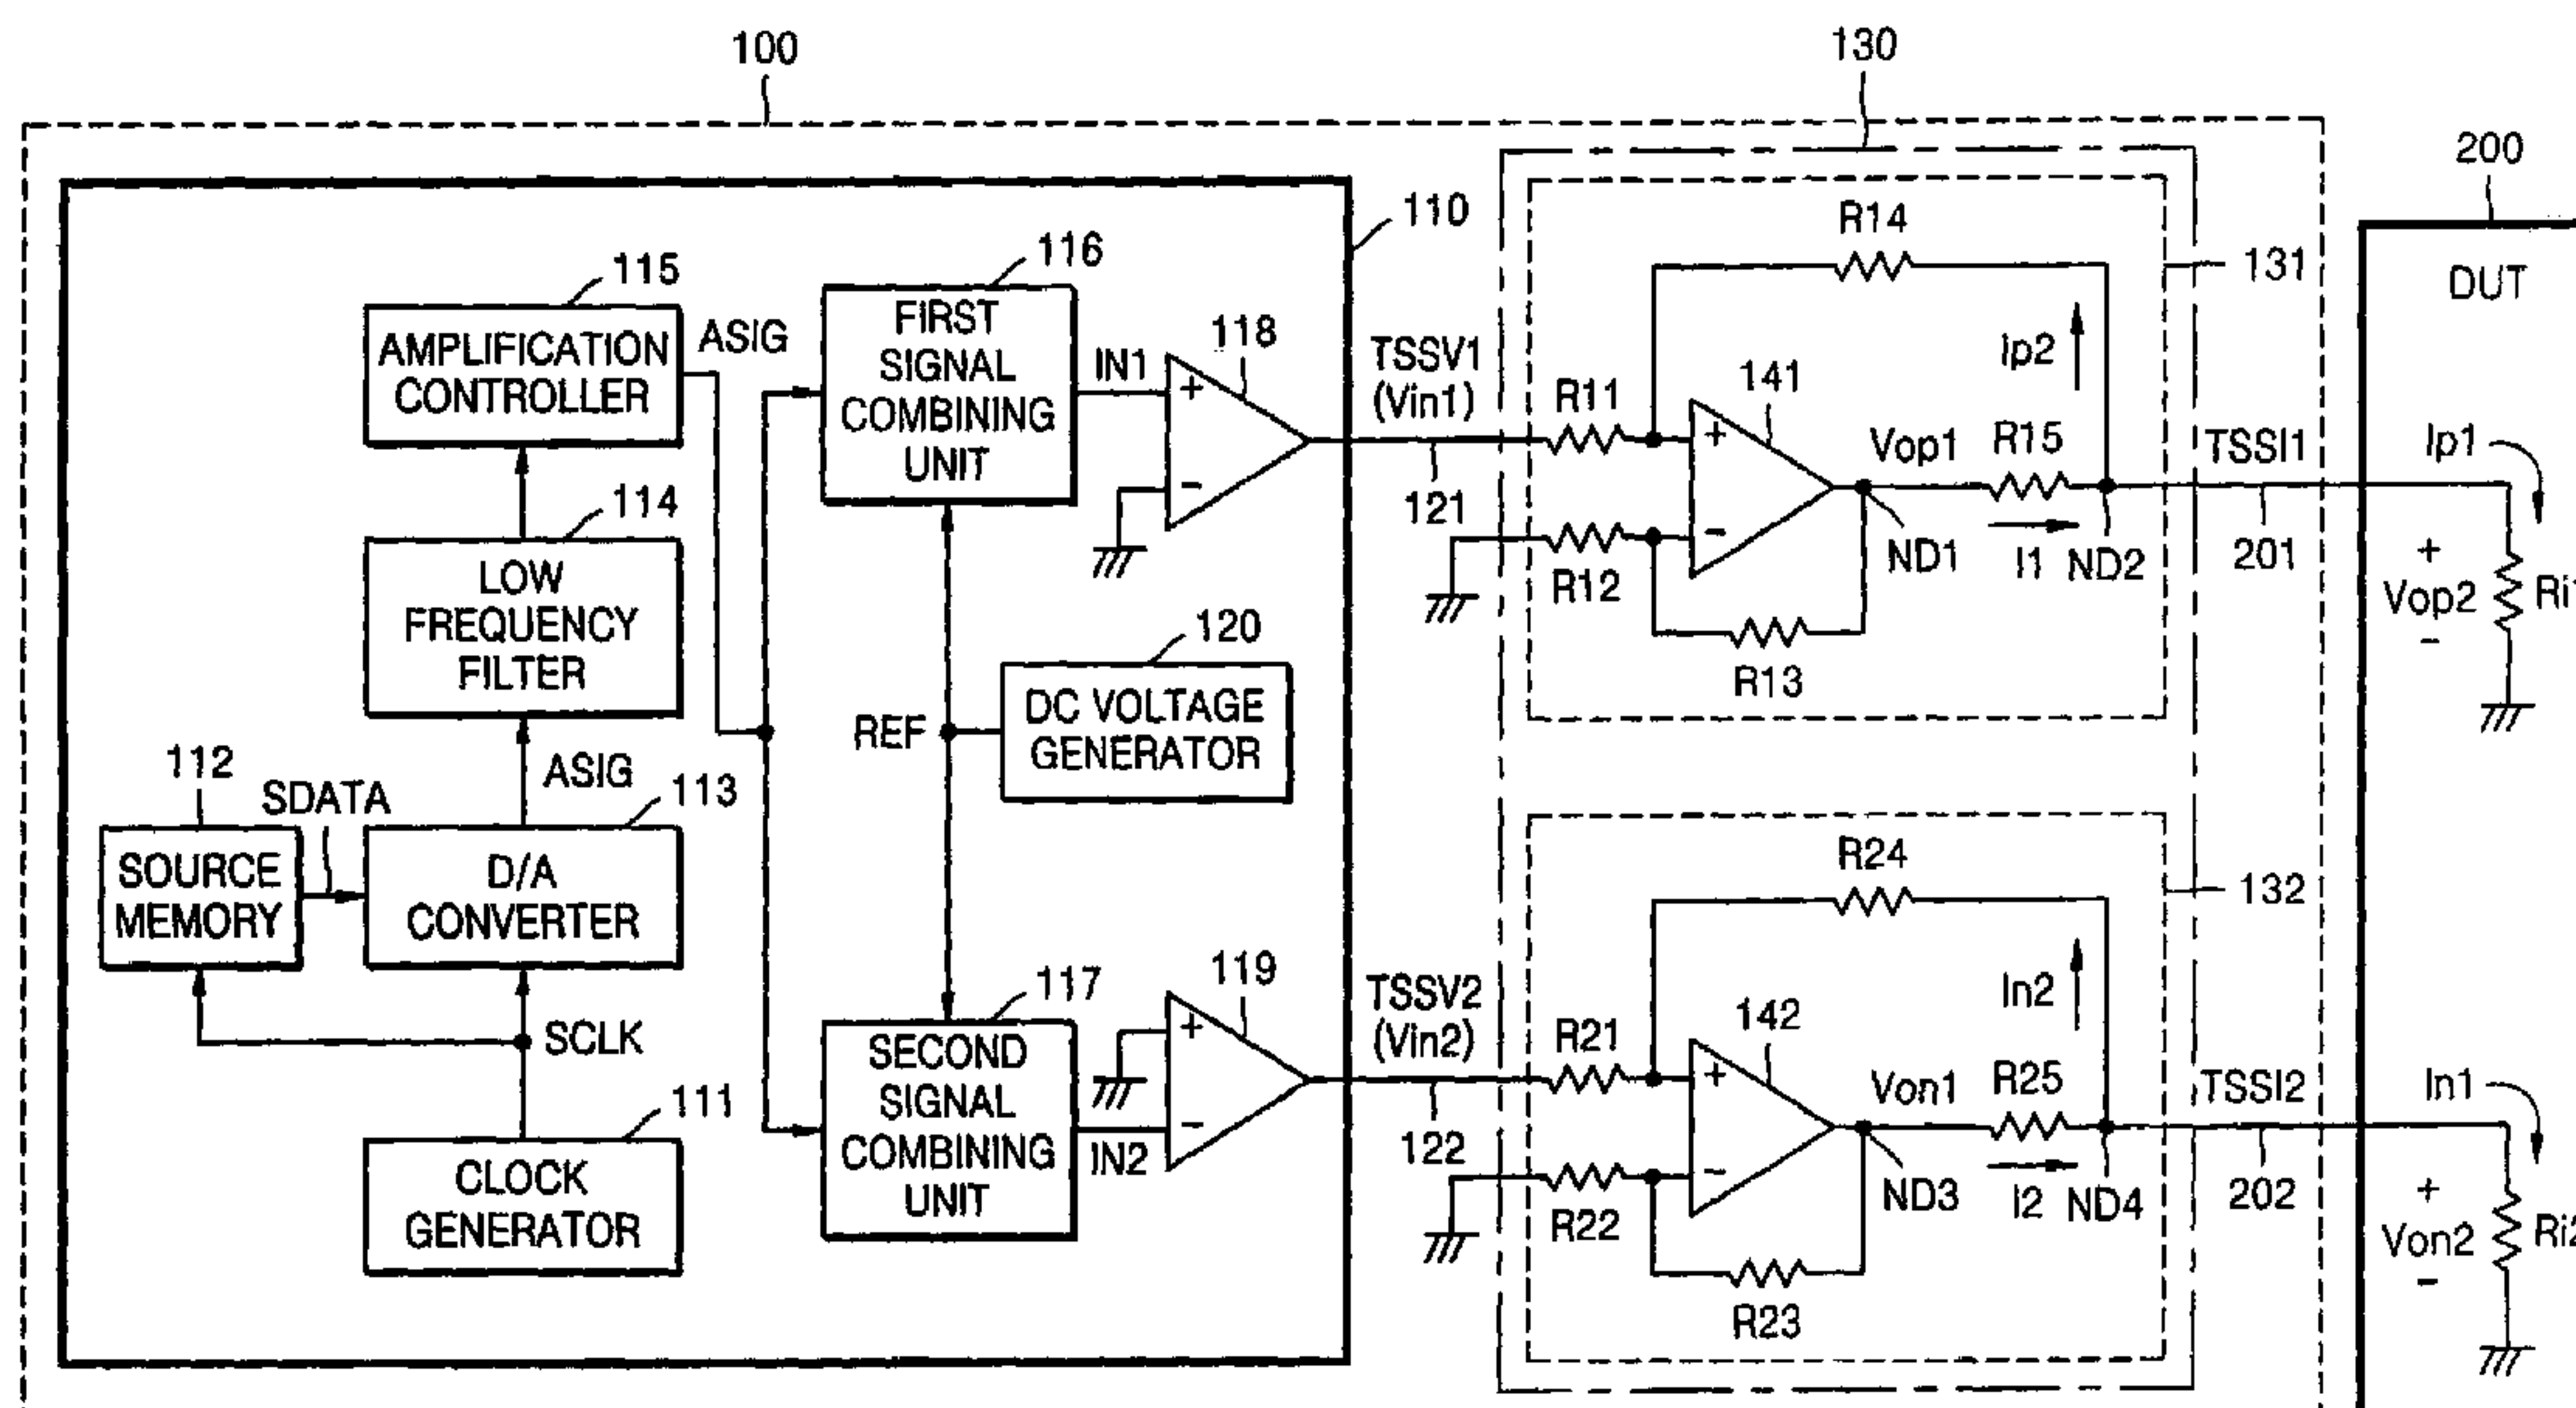 100
130
200
110
DUT
131
115
AMPLIFICATION
CONTROLLER
ASIG
116
FIRST
SIGNAL
COMBINING
UNIT
IN1
118
+
-
TSSV1
(Vin1)
121
R14
Ip2
R11
141
+
-
Vop1
R15
R12
R13
ND1
I1
ND2
TSSI1
201
Ip1
+
Vop2
-
114
LOW
FREQUENCY
FILTER
120
DC VOLTAGE
GENERATOR
REF
ASIG
112
SDATA
113
SOURCE
MEMORY
D/A
CONVERTER
SCLK
111
CLOCK
GENERATOR
117
SECOND
SIGNAL
COMBINING
UNIT
IN2
119
+
-
TSSV2
(Vin2)
122
132
R24
In2
R21
142
+
-
Von1
R25
R22
R23
ND3
I2
ND4
TSSI2
202
In1
+
Von2
-